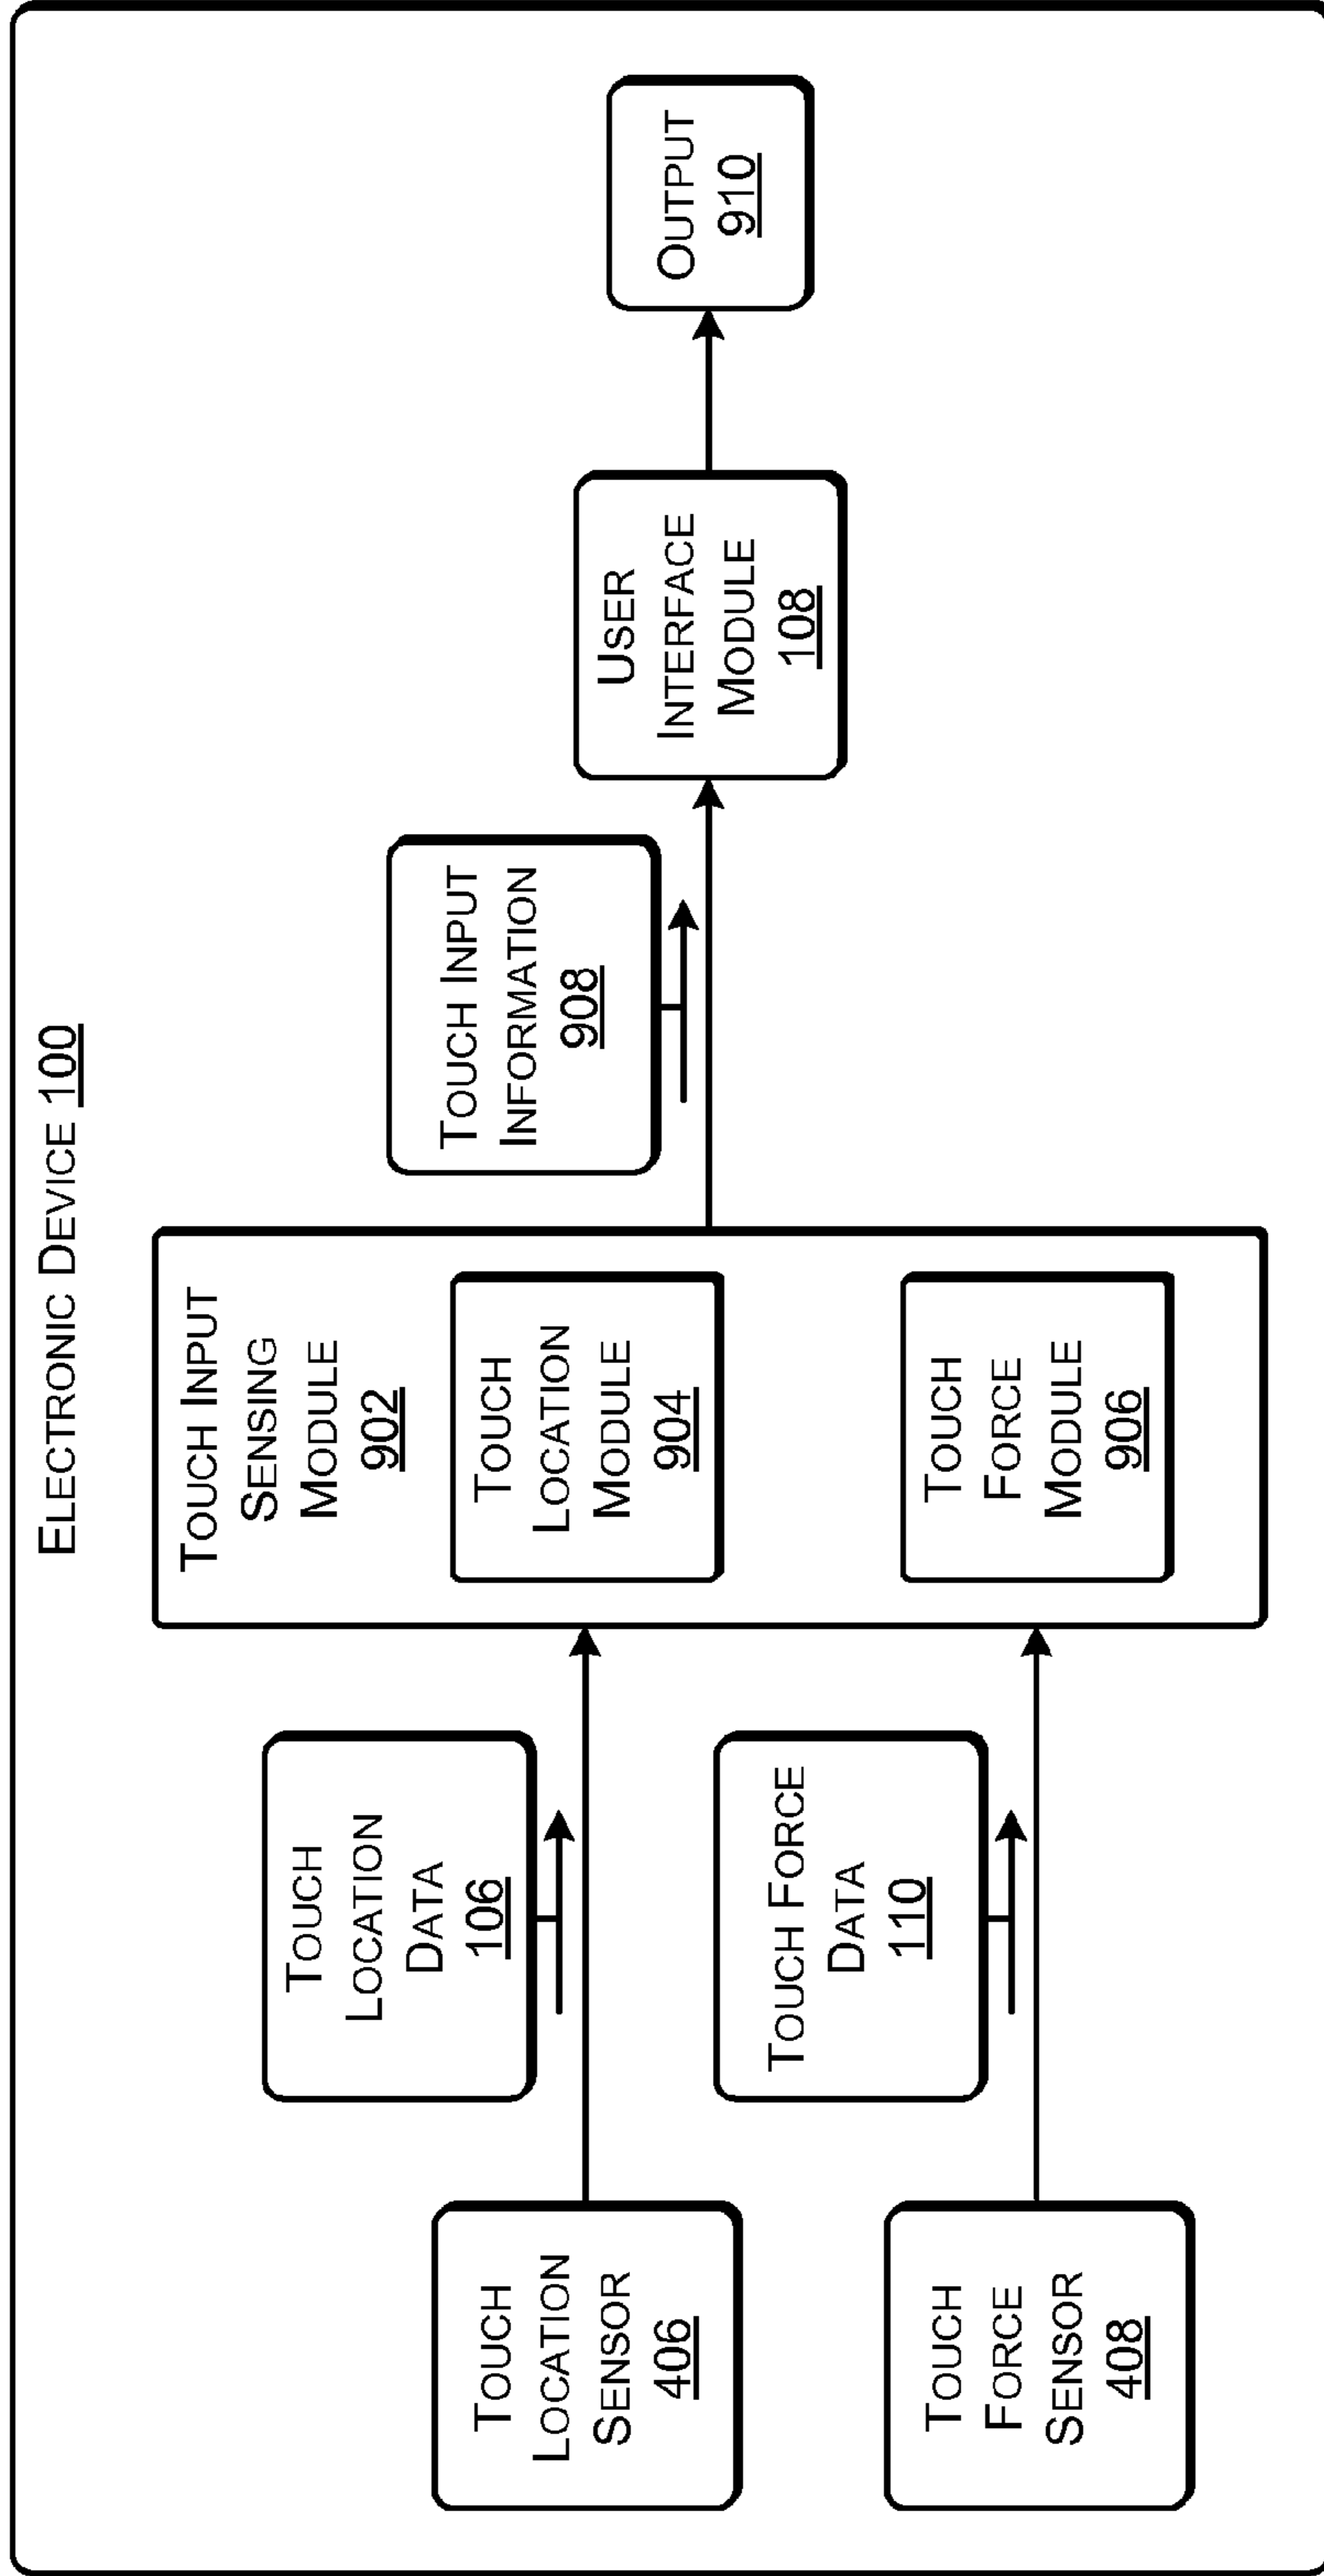 ELECTRONIC DEVICE 100
TOUCH
LOCATION
SENSOR
406
TOUCH
FORCE
SENSOR
408
TOUCH
LOCATION
DATA
106
TOUCH FORCE
DATA
110
TOUCH INPUT
SENSING
MODULE
902
TOUCH
LOCATION
MODULE
904
TOUCH
FORCE
MODULE
906
TOUCH INPUT
INFORMATION
908
USER
INTERFACE
MODULE
108
OUTPUT
910